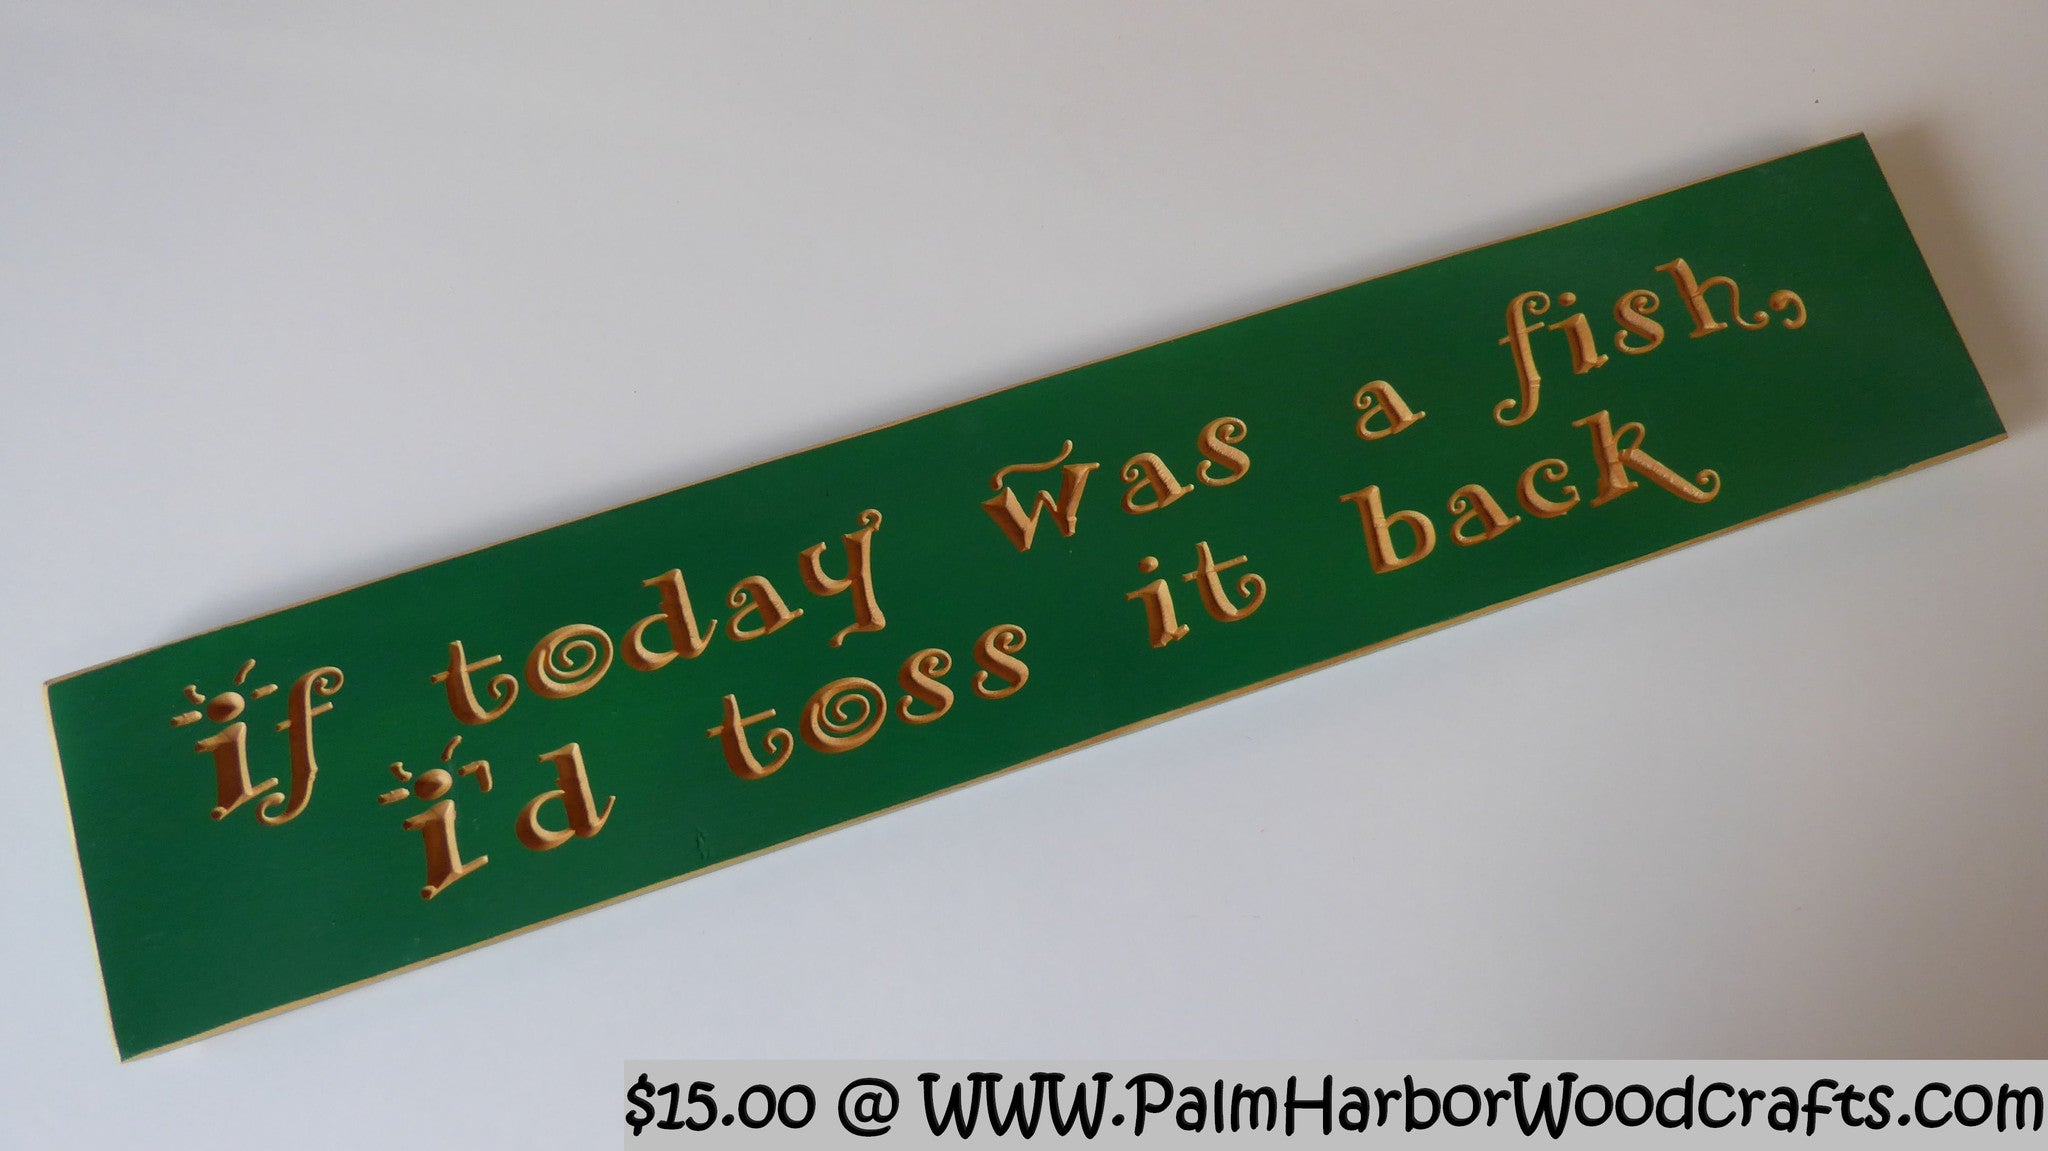 if today was a fish,
i'd toss it back
$15.00 @ WWW.PalmHarborWoodcrafts.com